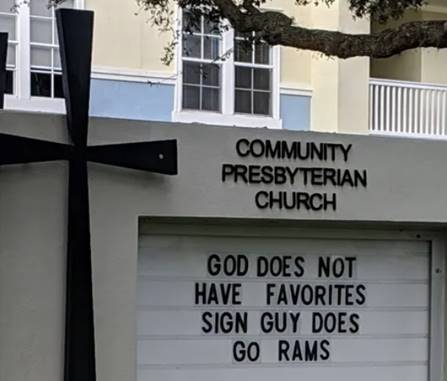 COMMUNITY
PRESBYTERIAN
CHURCH
GOD DOES NOT
HAVE FAVORITES
SIGN GUY DOES
GO RAMS